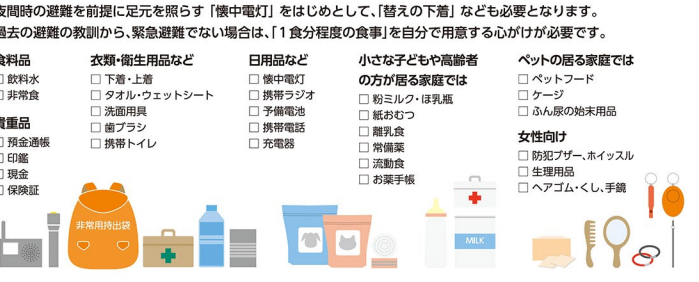 夜間時の避難を前提に足元を照らす「懐中電灯」をはじめとして、「替えの下着」なども必要となります。
過去の避難の教訓から、緊急避難でない場合は、「1食分程度の食事」を自分で用意する心がけが必要です。
食料品
□ 飲料水
□ 非常食
貴重品
□ 預金通帳
□ 印鑑
□ 現金
□ 保険証
衣類・衛生用品など
□ 下着・上着
□ タオル・ウェットシート
□ 洗面用具
□ 歯ブラシ
□ 携帯トイレ
日用品など
□ 懐中電灯
□ 携帯ラジオ
□ 予備電池
□ 携帯電話
□ 充電器
小さな子どもや高齢者
の方が居る家庭では
□ 粉ミルク・ほ乳瓶
□ 紙おむつ
□ 離乳食
□ 常備薬
□ 流動食
□ お薬手帳
ペットの居る家庭では
□ ペットフード
□ ケージ
□ ふん尿の始末用品
女性向け
□ 防犯ブザー、ホイッスル
□ 生理用品
□ ヘアゴム・くし、手鏡
非常用持出袋
MILK